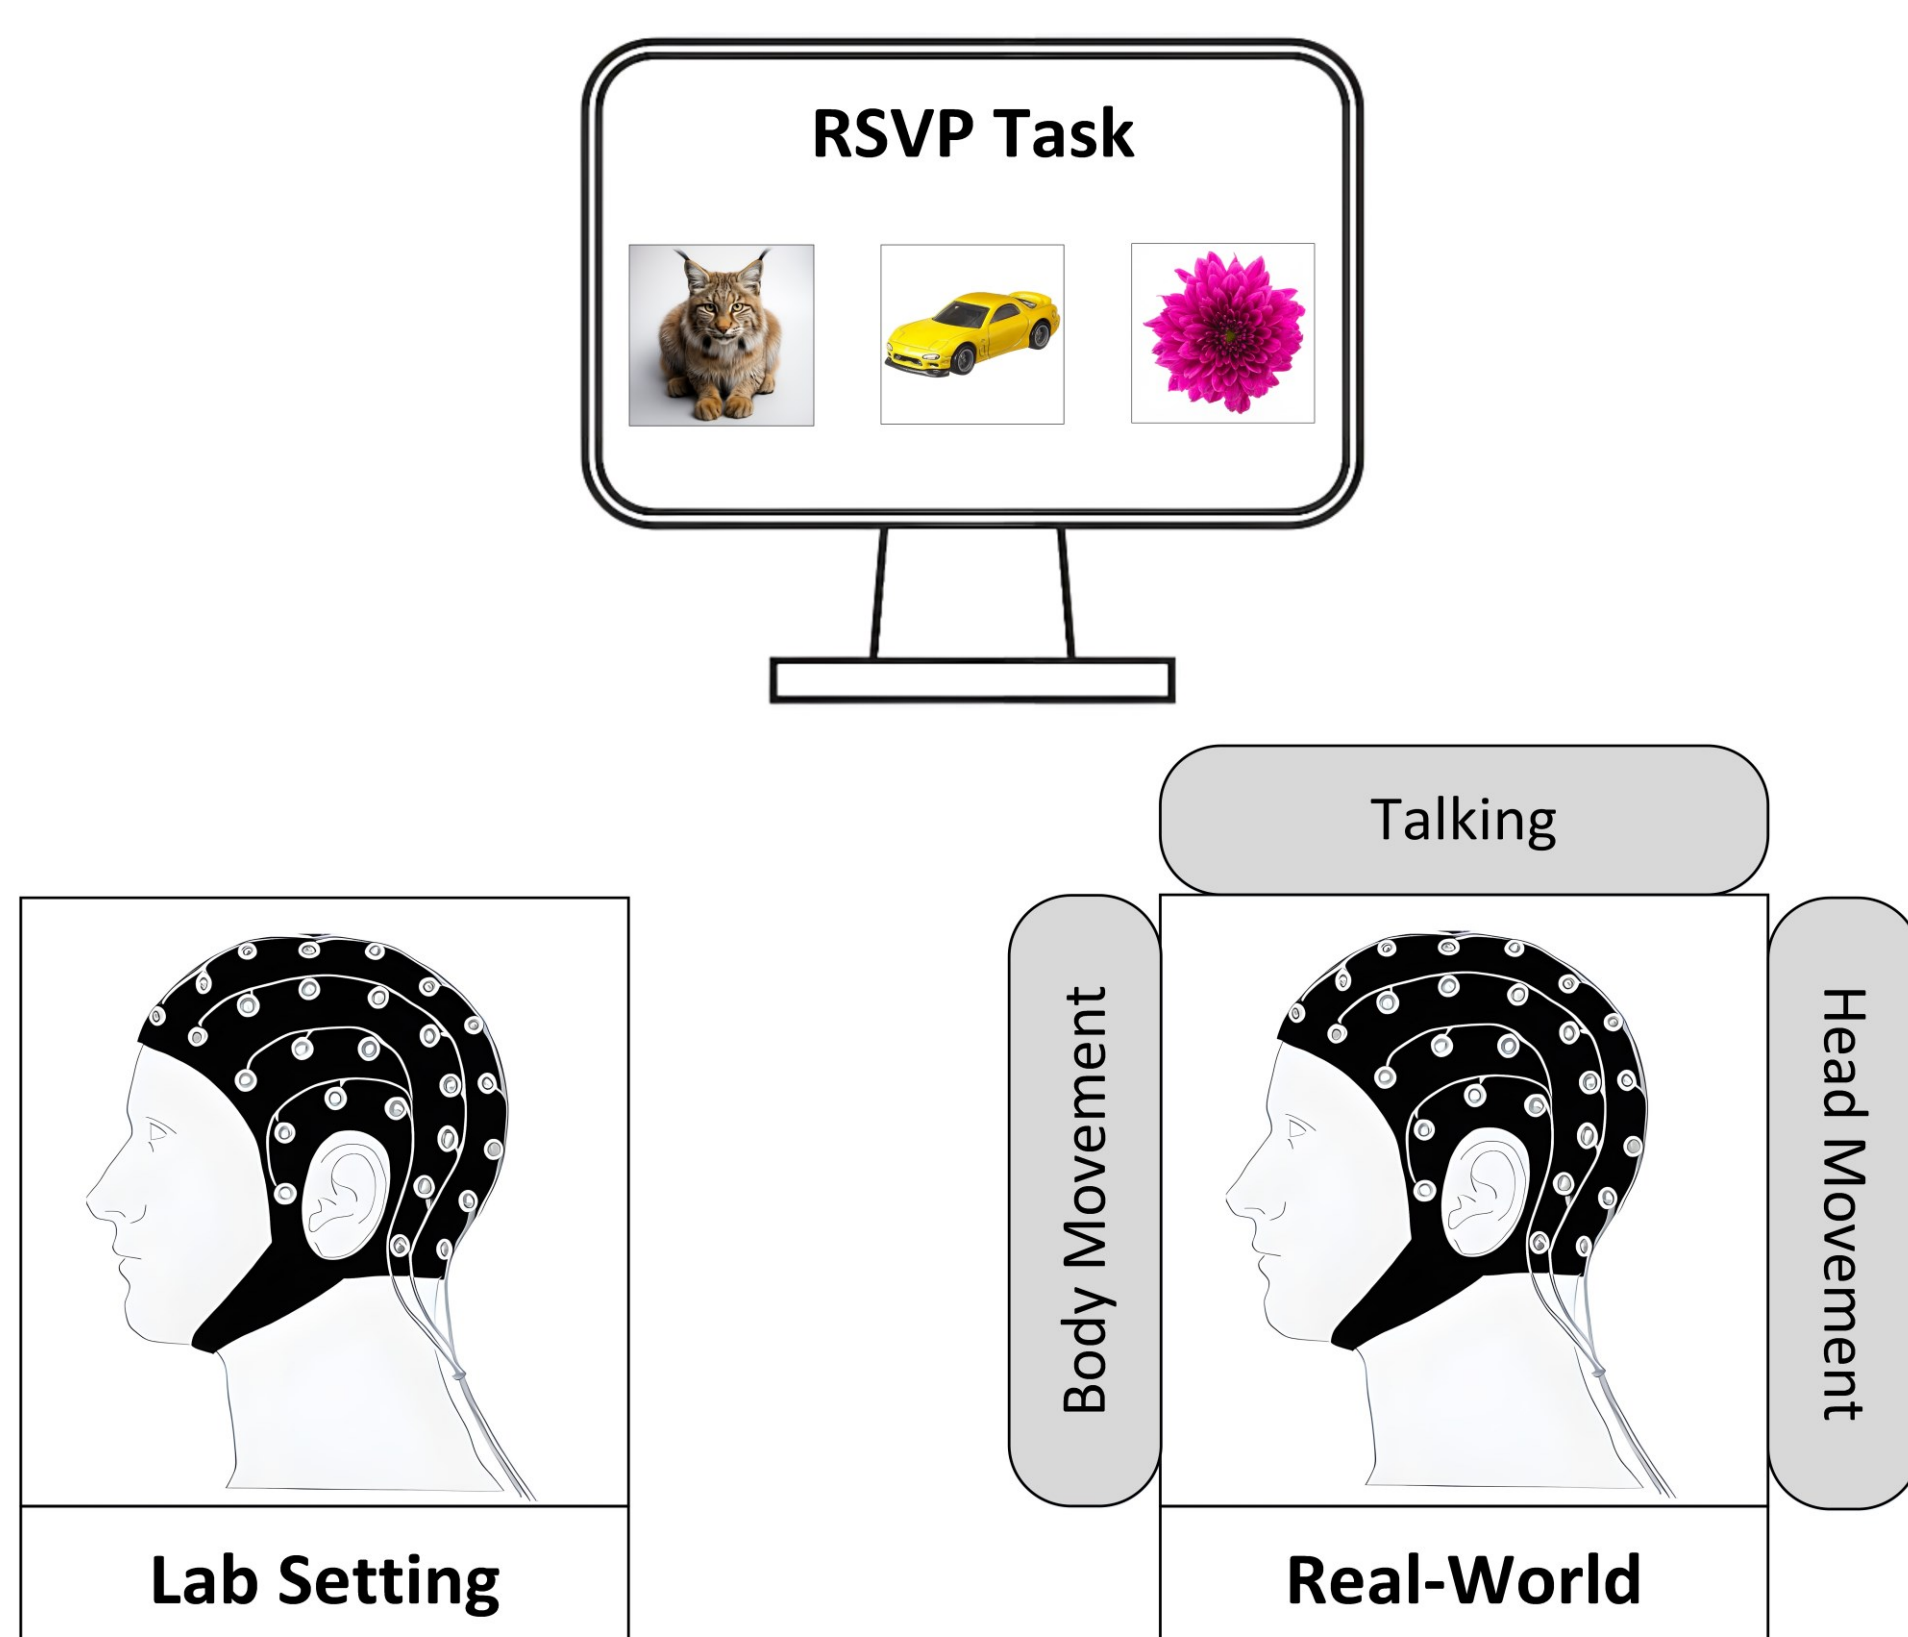 RSVP Task
Talking
Body Movement
Head Movement
Lab Setting
Real-World